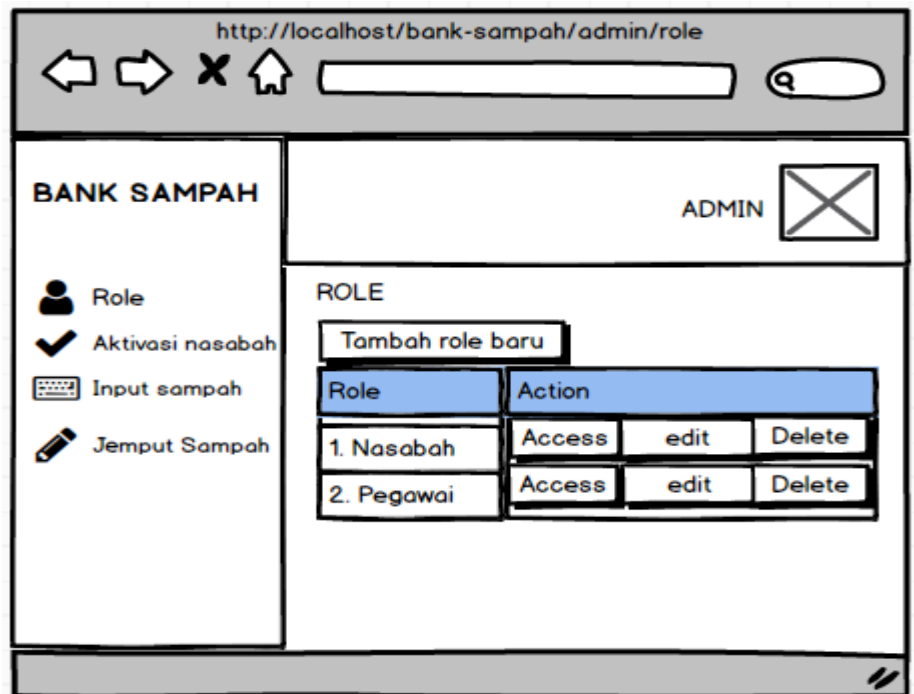 http://localhost/bank-sampah/admin/role
BANK SAMPAH
ADMIN
Role
Aktivasi nasabah
Input sampah
Jemput Sampah
ROLE
Tambah role baru
Role Action
1. Nasabah Access edit Delete
2. Pegawai Access edit Delete